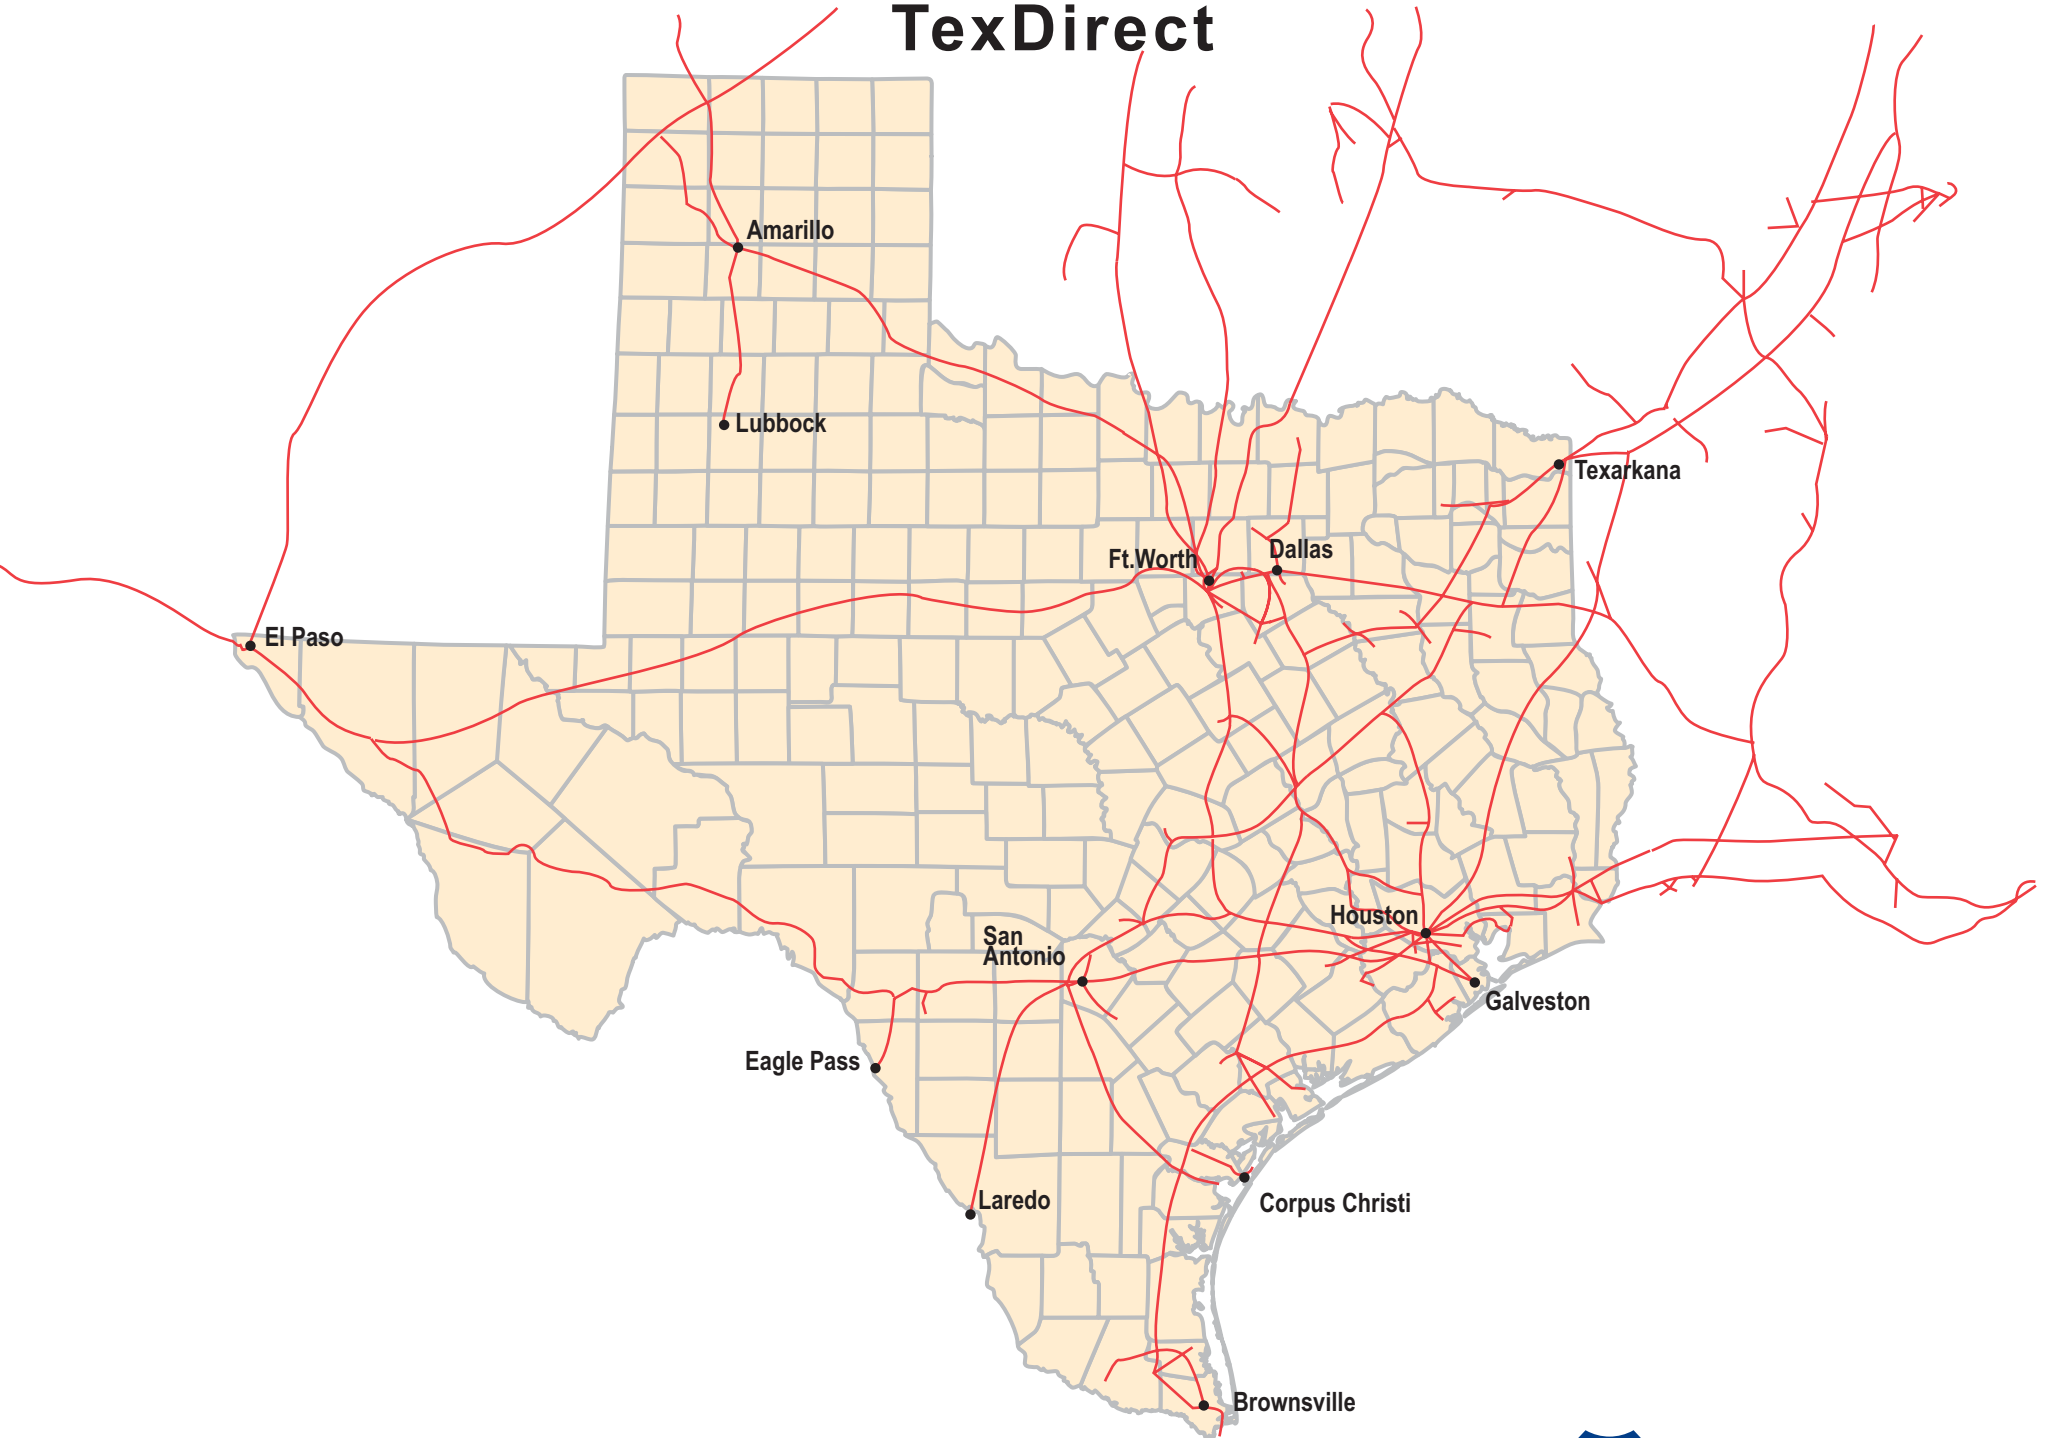 TexDirect
Amarillo
Lubbock
Texarkana
Ft.Worth
Dallas
El Paso
Houston
San
Antonio
Galveston
Eagle Pass
Laredo
Corpus Christi
Brownsville